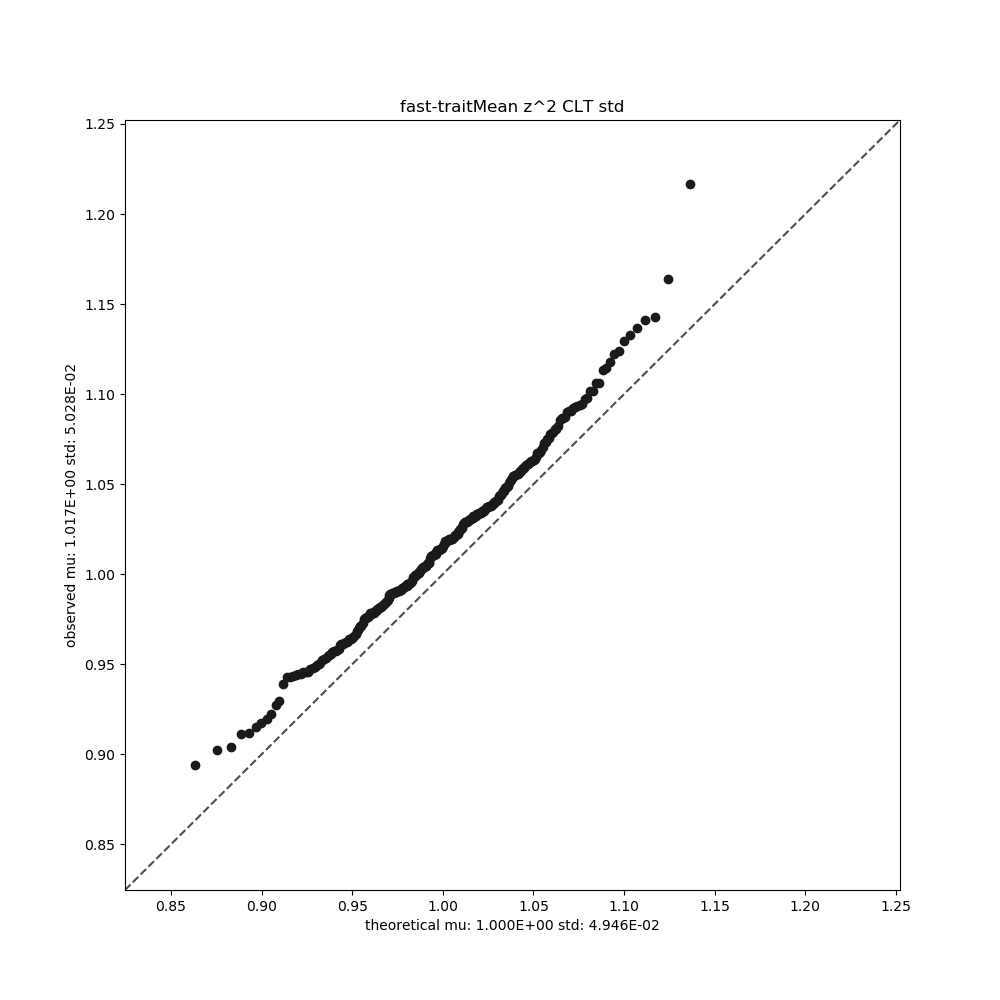 fast-traitMean z^2 CLT std
observed mu: 1.017E+00 std: 5.028E-02
1.25
1.20
1.15
1.10
1.05
1.00
0.95
0.90
0.85
0.85 0.90 0.95 1.00 1.05 1.10 1.15 1.20 1.25
theoretical mu: 1.000E+00 std: 4.946E-02